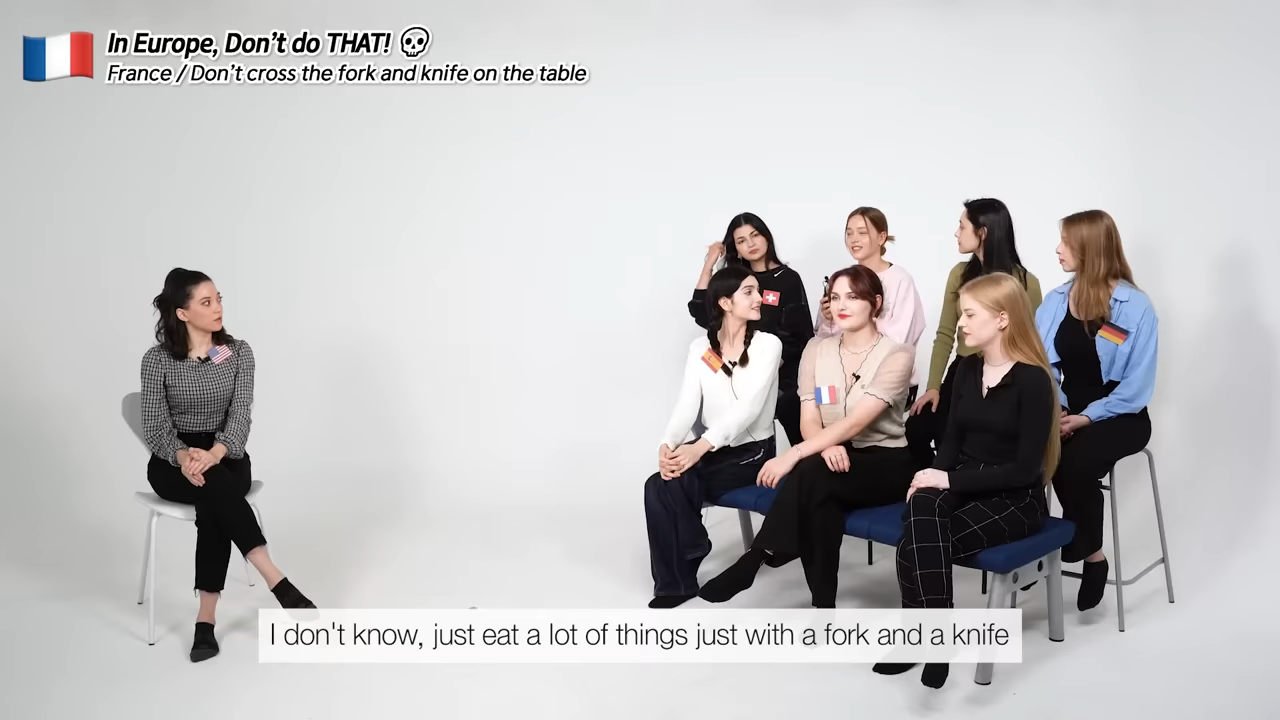 In Europe, Don't do THAT! 💀
France / Don't cross the fork and knife on the table
I don't know, just eat a lot of things just with a fork and a knife